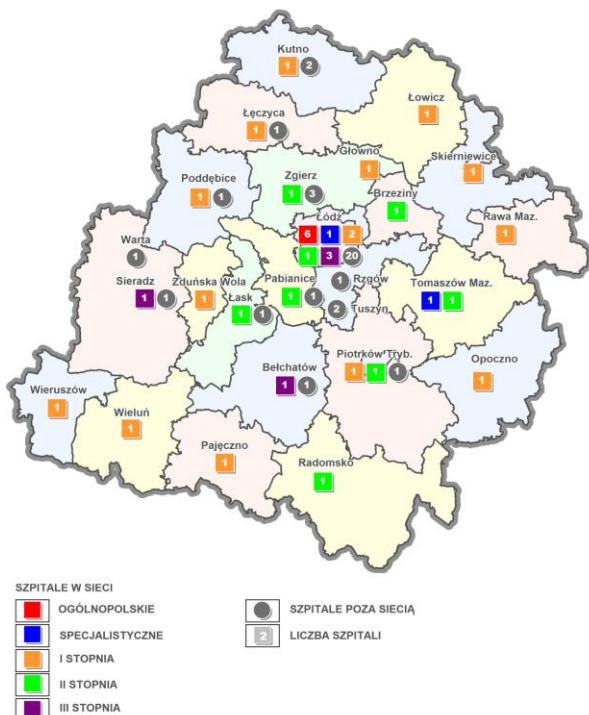 Kutno
1 2
Łowicz
1
Łęczyca
1 1
Głowno
1
Skierniewice
1
Poddębice
1 1
Zgierz
1 3
Brzeziny
1
Łódź
6 1 2
1 3 20
Rawa Maz.
1
Warta
1
Sieradz
1 1
Zduńska Wola
1
Łask
1 1
Pabianice
1 1
Rzgów
1
Tuszyn
2
Tomaszów Maz.
1 1
Piotrków Tryb.
1 1 1
Opoczno
1
Bełchatów
1 1
Wieruszów
1
Wieluń
1
Pajęczno
1
Radomsko
1
SZPITALE W SIECI
OGÓLNOPOLSKIE
SPECJALISTYCZNE
I STOPNIA
II STOPNIA
III STOPNIA
SZPITALE POZA SIECIĄ
2 LICZBA SZPITALI